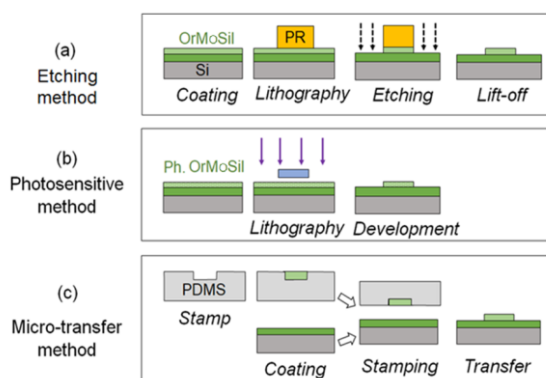 (a)
Etching
method
OrMoSil
Si
PR
Coating
Lithography
Etching
Lift-off
(b)
Photosensitive
method
Ph. OrMoSil
Lithography
Development
(c)
Micro-transfer
method
PDMS
Stamp
Coating
Stamping
Transfer